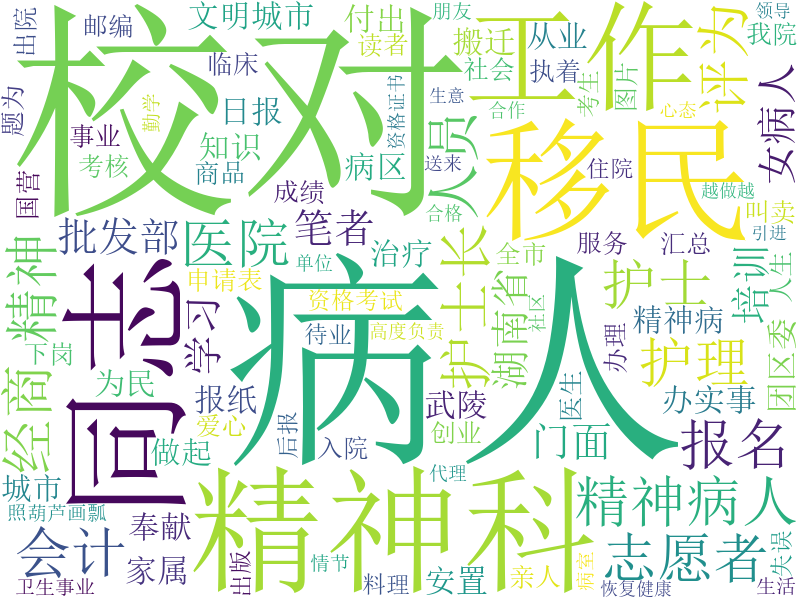 校对
病人
同志
精神科
移民
工作
人员
评为
女病人
我院
领导
朋友
出院
邮编
文明城市
付出
读者
搬迁
从业
社会
执着
考生
图片
心态
合作
生意
资格证书
临床
题为
事业
勤学
日报
考核
知识
商品
病区
送来
住院
越做越
叫卖
国营
成绩
合格
引进
批发部
医院
笔者
治疗
护士长
全市
服务
汇总
护士
培训
人生
精神
申请表
单位
资格考试
湖南省
社区
精神病
办理
护理
团区委
下岗
学习
待业
高度负责
经商
为民
报纸
爱心
后报
入院
武陵
创业
医生
办实事
门面
报名
做起
城市
照葫芦画瓢
奉献
代理
精神病人
会计
家属
出版
情节
料理
安置
亲人
病室
志愿者
失误
卫生事业
恢复健康
生活